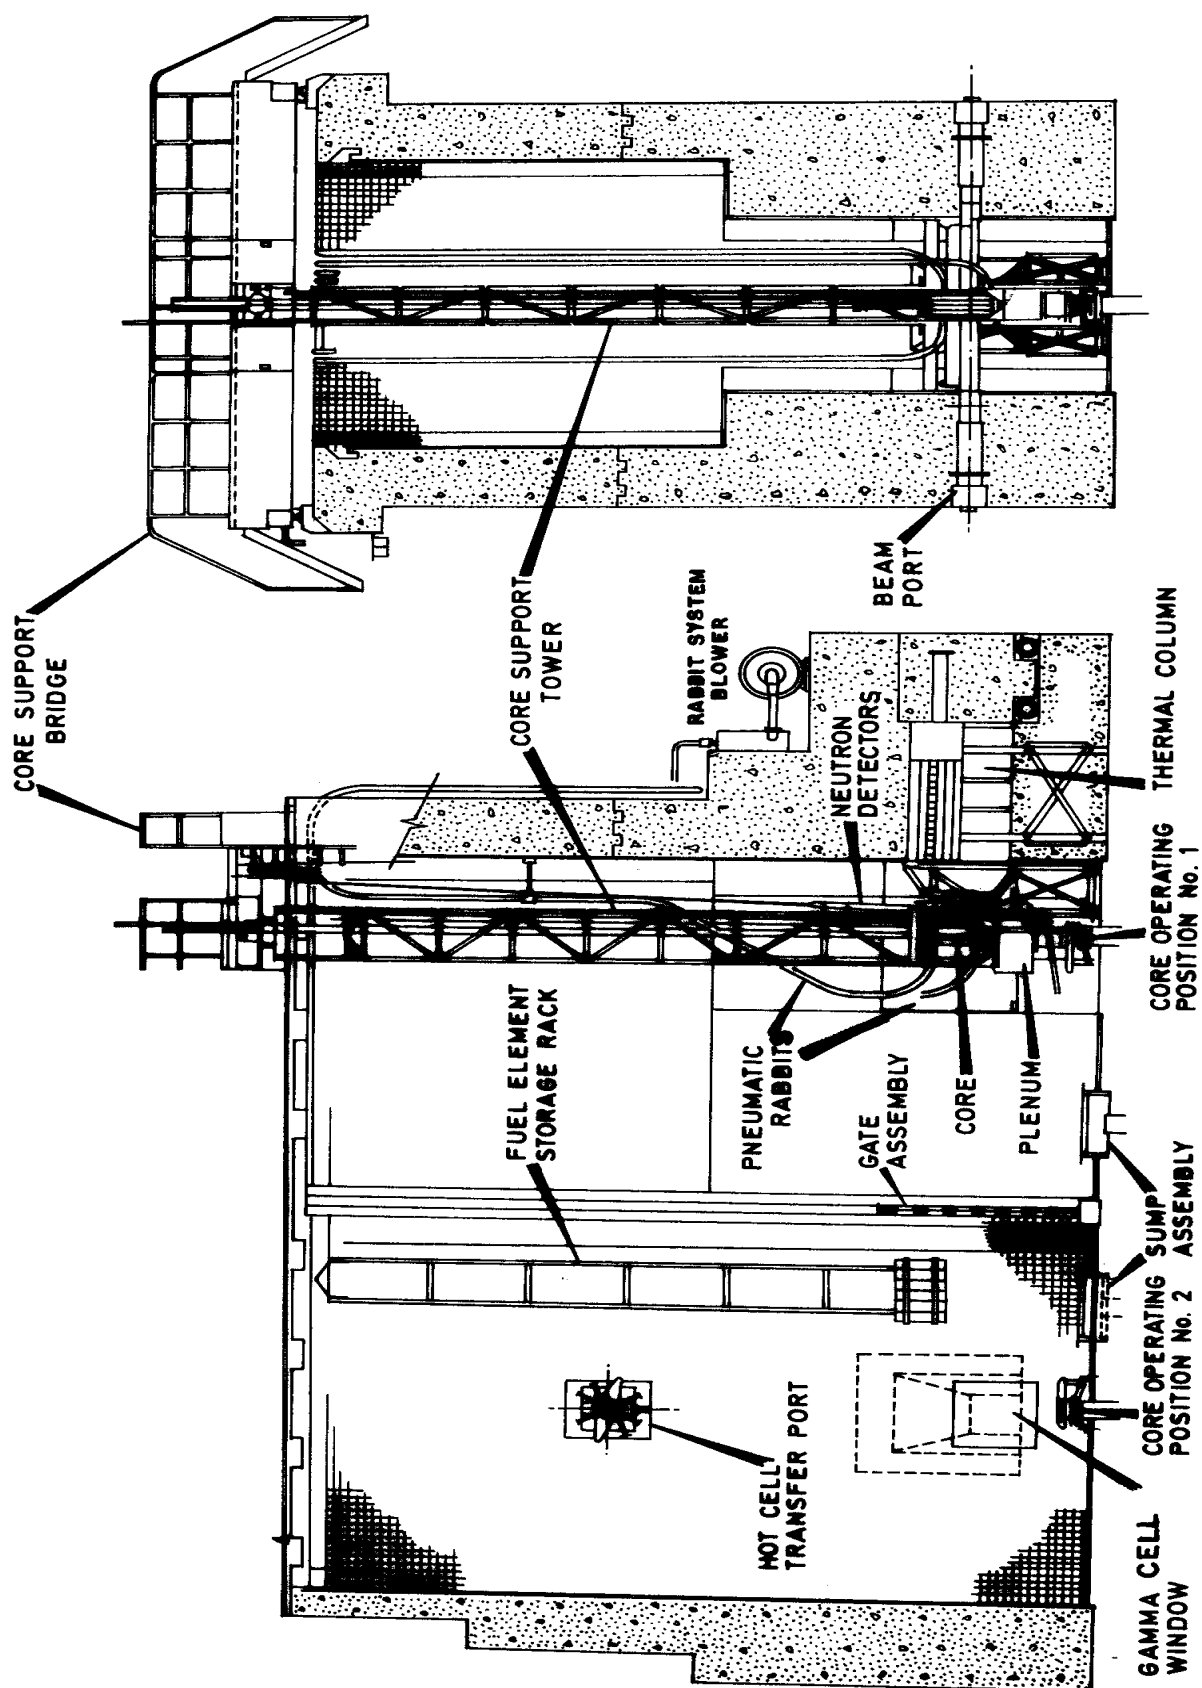 CORE SUPPORT
BRIDGE
CORE SUPPORT
TOWER
RABBIT SYSTEM
BLOWER
BEAM
PORT
NEUTRON
DETECTORS
THERMAL COLUMN
CORE OPERATING
POSITION No. 1
FUEL ELEMENT
STORAGE RACK
PNEUMATIC
RABBITS
GATE
ASSEMBLY
CORE
PLENUM
SUMP
ASSEMBLY
CORE OPERATING
POSITION No. 2
HOT CELL
TRANSFER PORT
GAMMA CELL
WINDOW